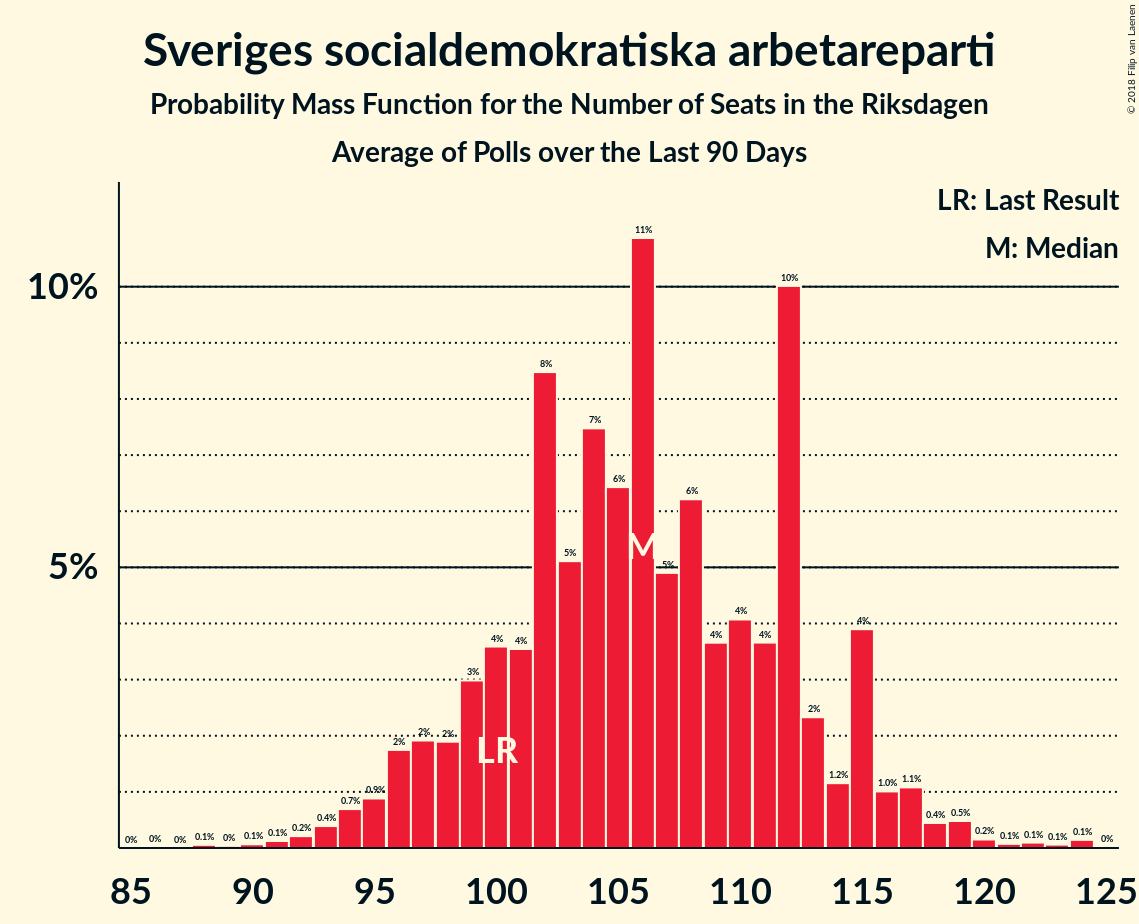 © 2018 Filip van Laenen
Sveriges socialdemokratiska arbetareparti
Probability Mass Function for the Number of Seats in the Riksdagen
Average of Polls over the Last 90 Days
LR: Last Result
M: Median
10%
5%
0% 0% 0% 0.1% 0% 0.1% 0.1% 0.2% 0.4% 0.7% 0.9% 2% 2% 2% 3% 4% 4% 8% 5% 7% 6% 11% 5% 6% 4% 4% 4% 10% 2% 1.2% 4% 1.0% 1.1% 0.4% 0.5% 0.2% 0.1% 0.1% 0.1% 0.1% 0%
M
LR
85 90 95 100 105 110 115 120 125